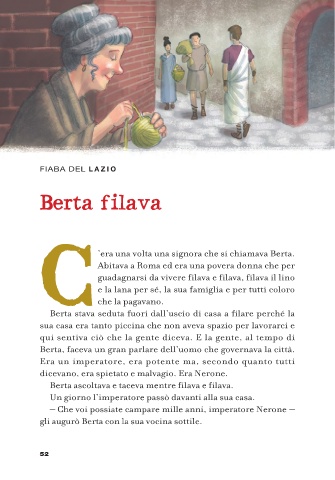 FIABA DEL LAZIO
Berta filava
C'era una volta una signora che si chiamava Berta.
Abitava a Roma ed era una povera donna che per
guadagnarsi da vivere filava e filava, filava il lino
e la lana per sé, la sua famiglia e per tutti coloro
che la pagavano.
Berta stava seduta fuori dall'uscio di casa a filare perché la
sua casa era tanto piccina che non aveva spazio per lavorarci e
qui sentiva ciò che la gente diceva. E la gente, al tempo di
Berta, faceva un gran parlare dell'uomo che governava la città.
Era un imperatore, era potente ma, secondo quanto tutti
dicevano, era spietato e malvagio. Era Nerone.
Berta ascoltava e taceva mentre filava e filava.
Un giorno l'imperatore passò davanti alla sua casa.
— Che voi possiate campare mille anni, imperatore Nerone —
gli augurò Berta con la sua vocina sottile.
52